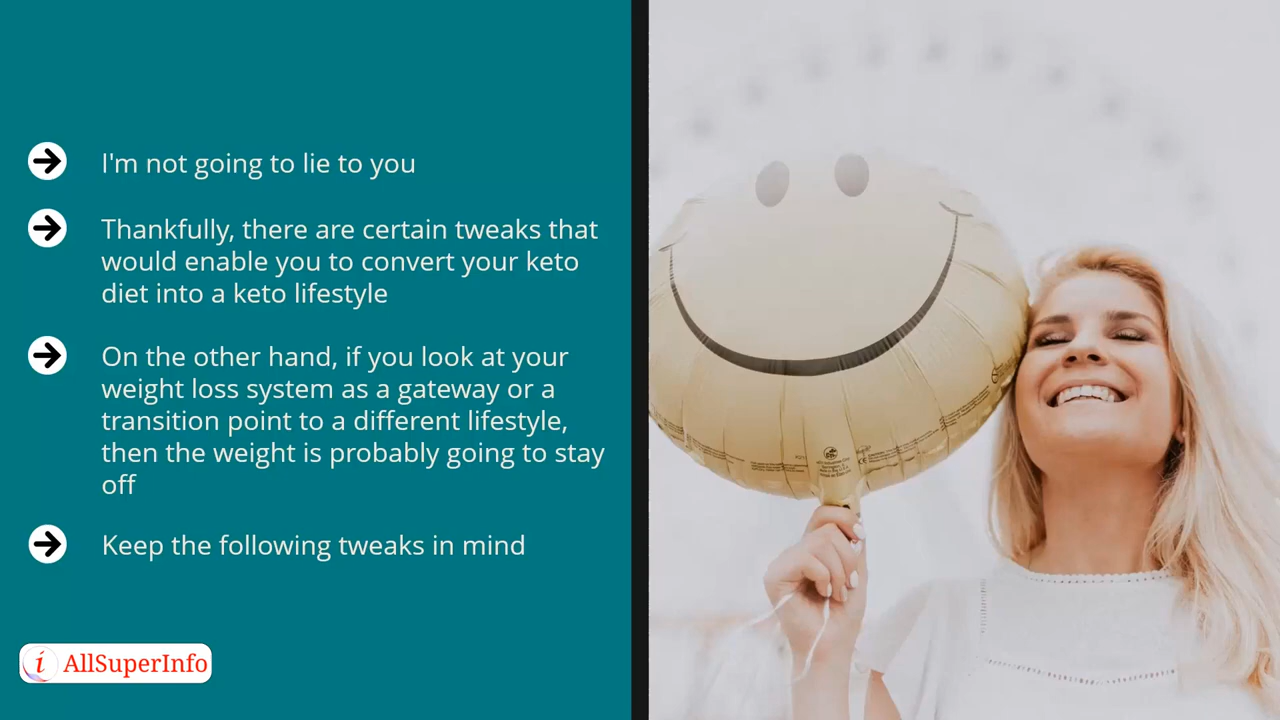 I'm not going to lie to you
Thankfully, there are certain tweaks that
would enable you to convert your keto
diet into a keto lifestyle
On the other hand, if you look at your
weight loss system as a gateway or a
transition point to a different lifestyle,
then the weight is probably going to stay
off
Keep the following tweaks in mind
i AllSuperInfo